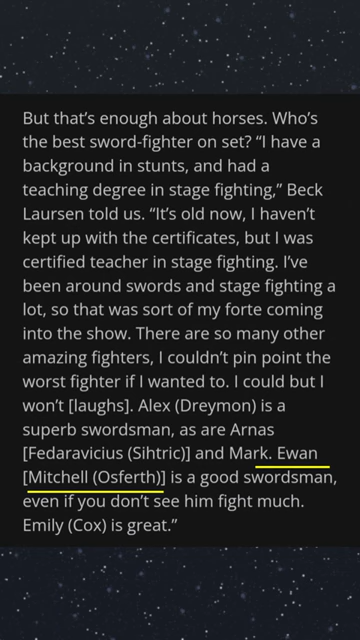 But that’s enough about horses. Who’s
the best sword-fighter on set? “I have a
background in stunts, and had a
teaching degree in stage fighting,” Beck
Laursen told us. “It’s old now, I haven’t
kept up with the certificates, but I was
certified teacher in stage fighting. I’ve
been around swords and stage fighting a
lot, so that was sort of my forte coming
into the show. There are so many other
amazing fighters, I couldn’t pin point the
worst fighter if I wanted to. I could but I
won’t [laughs]. Alex (Dreymon) is a
superb swordsman, as are Arnas
[Fedaravicius (Sihtric)] and Mark. Ewan
[Mitchell (Osferth)] is a good swordsman,
even if you don’t see him fight much.
Emily (Cox) is great.”